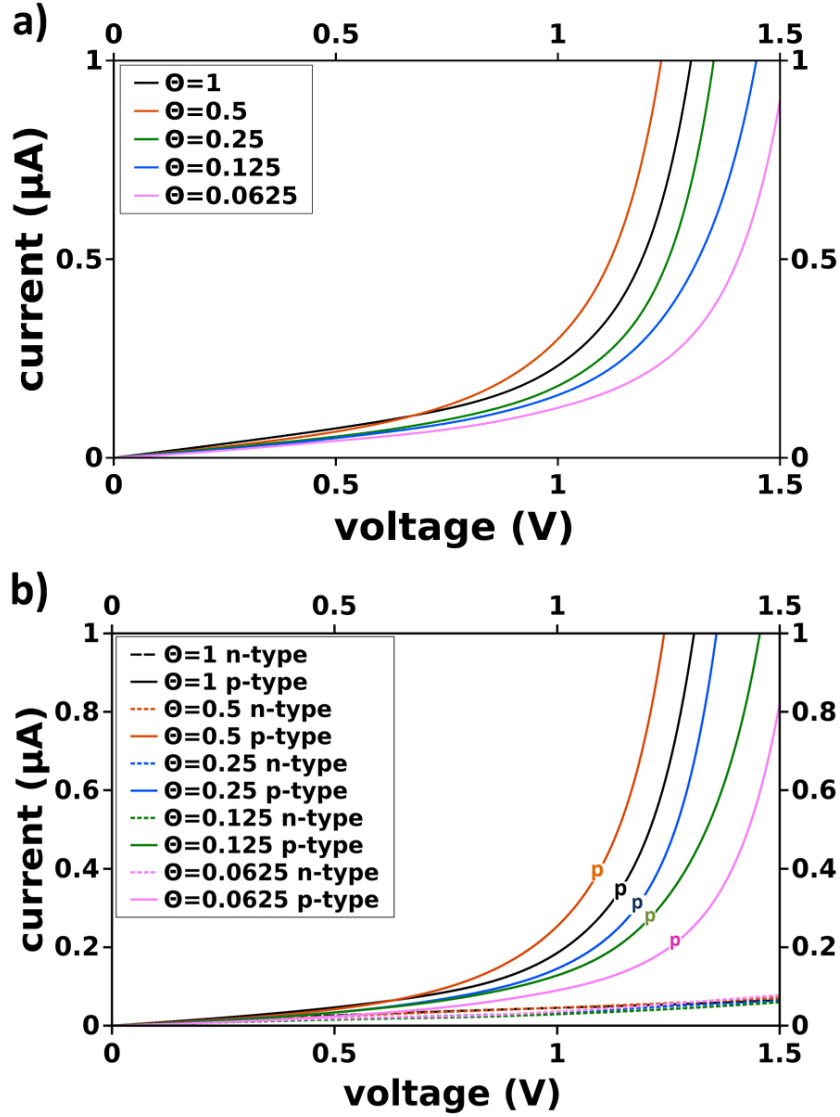 a)
0 0.5 1 1.5
1 1
Θ=1
Θ=0.5
Θ=0.25
Θ=0.125
Θ=0.0625
current (μA)
0.5 0.5
0 0
0 0.5 1 1.5
voltage (V)
b)
0 0.5 1 1.5
1 1
Θ=1 n-type
Θ=1 p-type
Θ=0.5 n-type
0.8 0.8
Θ=0.5 p-type
Θ=0.25 n-type
Θ=0.25 p-type
0.6 0.6
Θ=0.125 n-type
Θ=0.125 p-type
Θ=0.0625 n-type
Θ=0.0625 p-type
current (μA)
0.4 0.4
p
p
p
p
p
0.2 0.2
0 0
0 0.5 1 1.5
voltage (V)